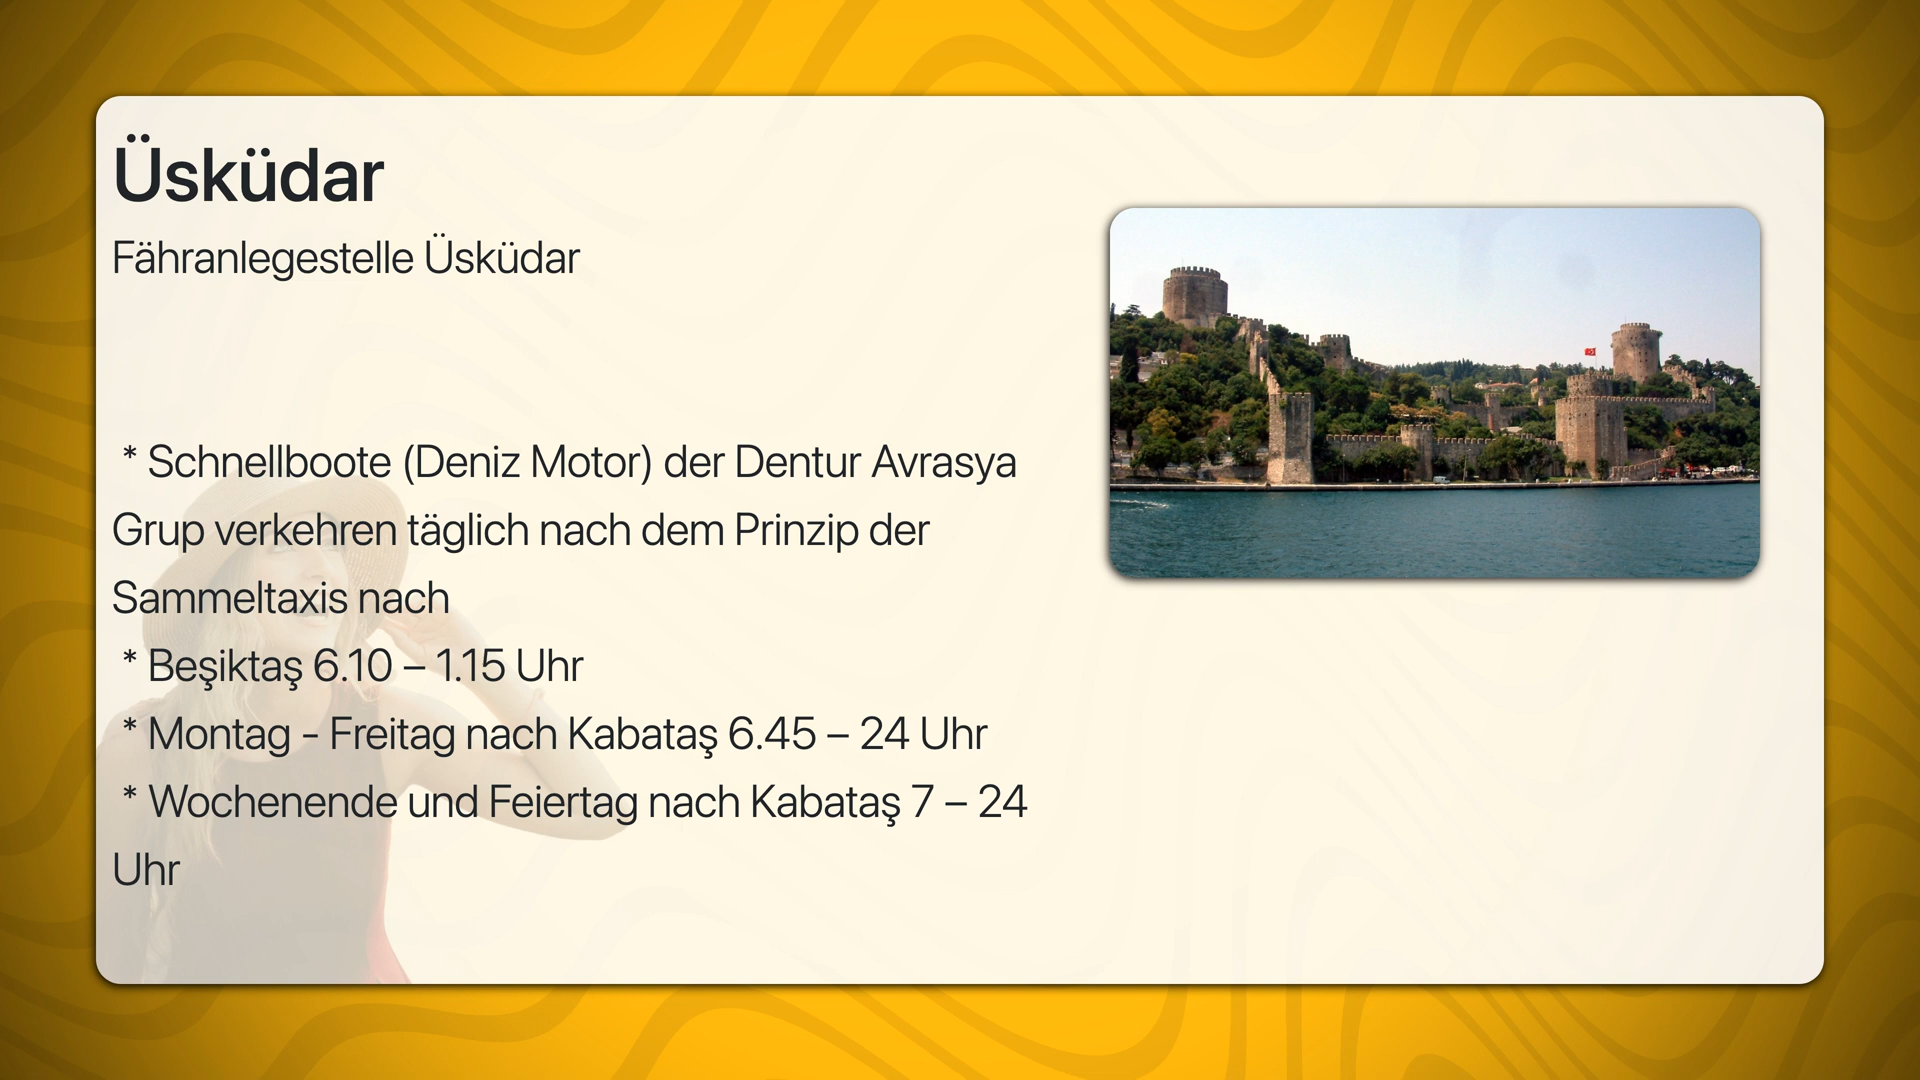 Üsküdar
Fähranlegestelle Üsküdar
* Schnellboote (Deniz Motor) der Dentur Avrasya
Grup verkehren täglich nach dem Prinzip der
Sammeltaxis nach
* Beşiktaş 6.10 – 1.15 Uhr
* Montag - Freitag nach Kabataş 6.45 – 24 Uhr
* Wochenende und Feiertag nach Kabataş 7 – 24
Uhr